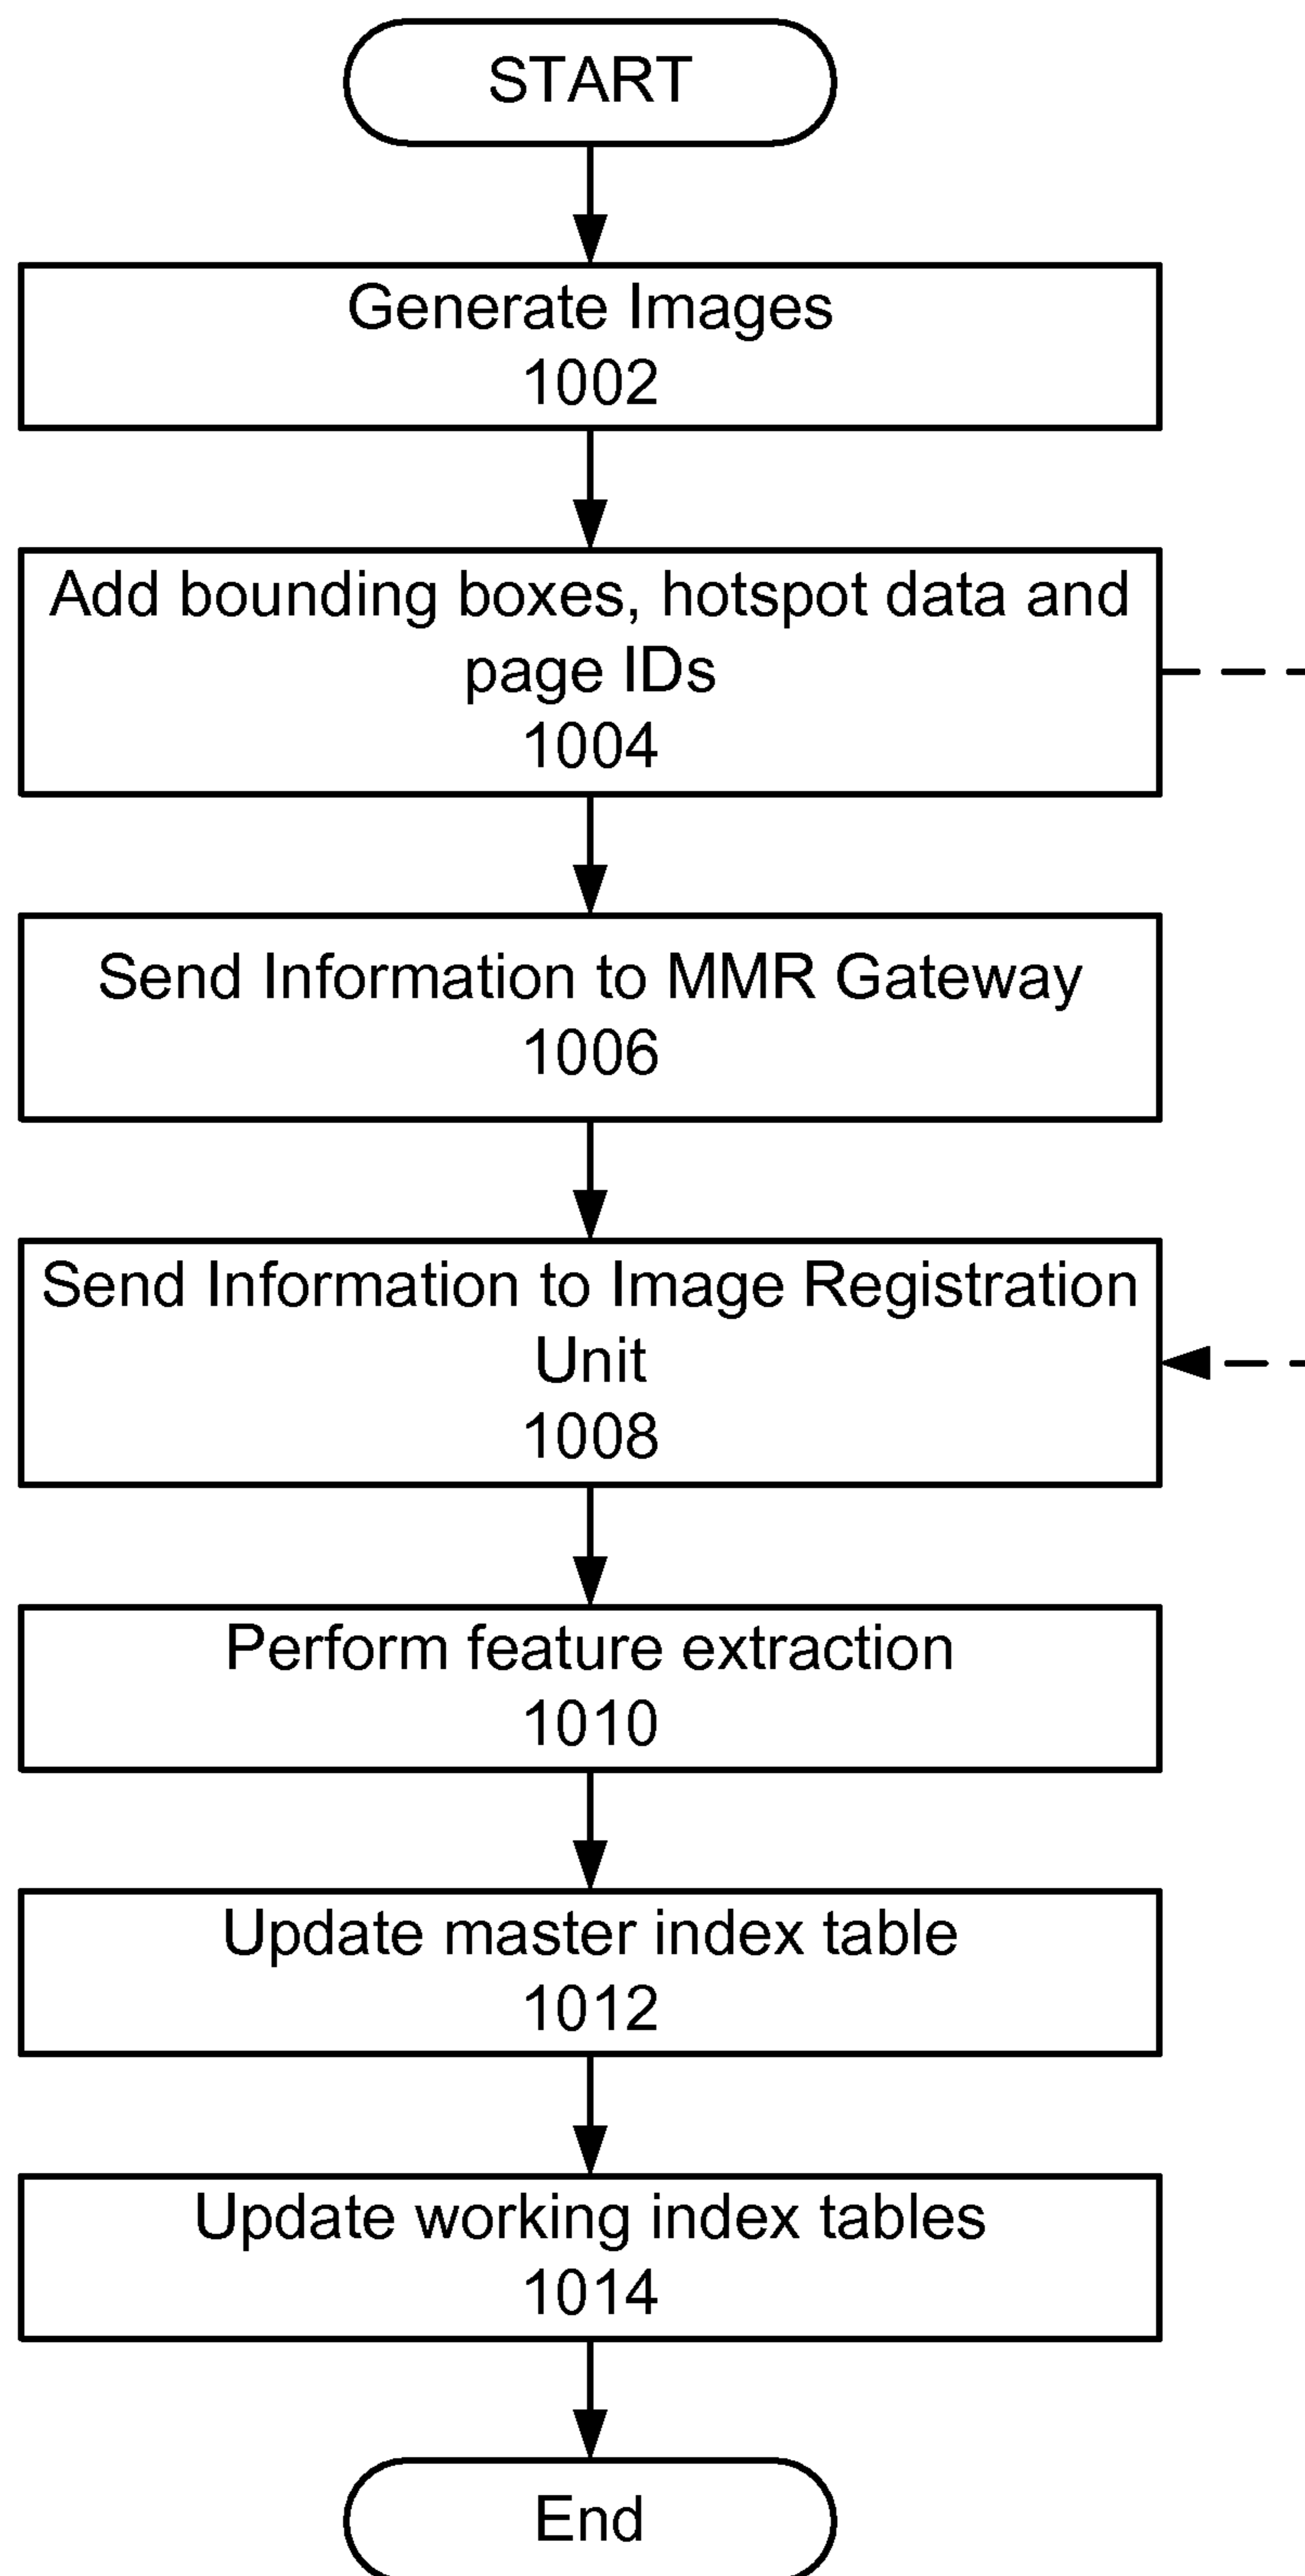 START
Generate Images
1002
Add bounding boxes, hotspot data and
page IDs
1004
Send Information to MMR Gateway
1006
Send Information to Image Registration
Unit
1008
Perform feature extraction
1010
Update master index table
1012
Update working index tables
1014
End